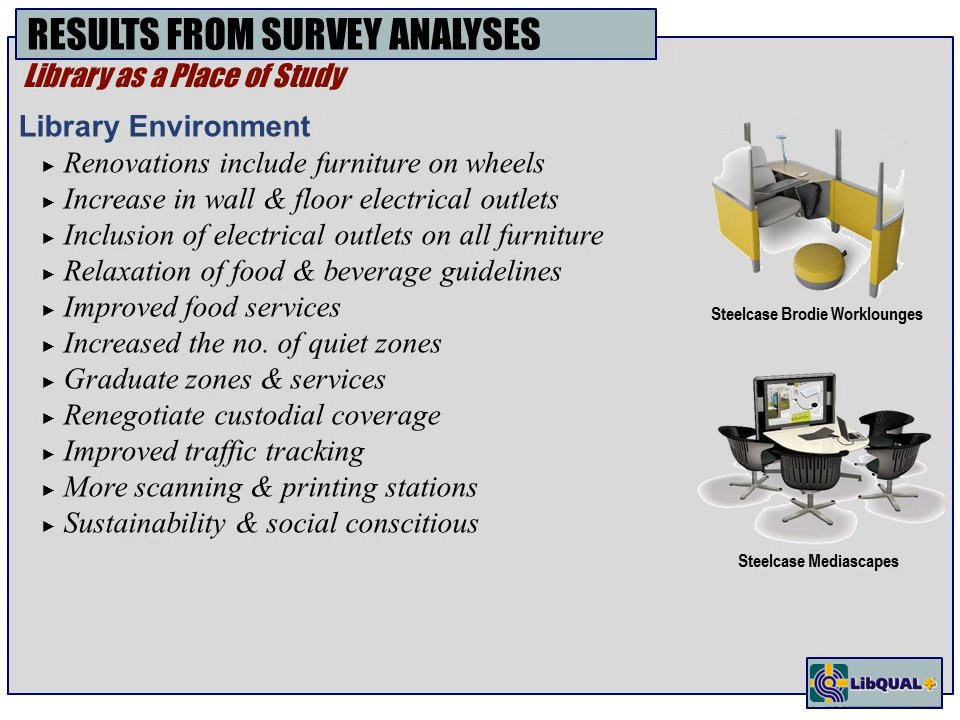 RESULTS FROM SURVEY ANALYSES
Library as a Place of Study
Library Environment
► Renovations include furniture on wheels
► Increase in wall & floor electrical outlets
► Inclusion of electrical outlets on all furniture
► Relaxation of food & beverage guidelines
► Improved food services
► Increased the no. of quiet zones
► Graduate zones & services
► Renegotiate custodial coverage
► Improved traffic tracking
► More scanning & printing stations
► Sustainability & social conscitious
Steelcase Brodie Worklounges
Steelcase Mediascapes
LibQUAL+